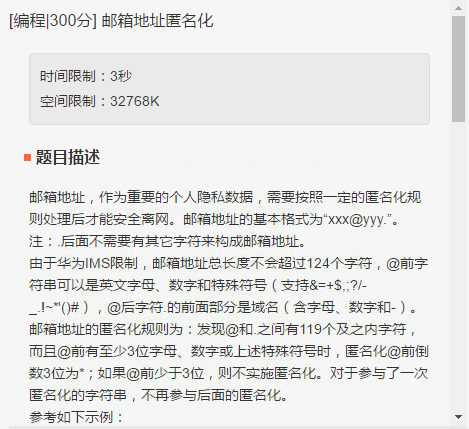 [编程|300分] 邮箱地址匿名化
时间限制：3秒
空间限制：32768K
题目描述
邮箱地址，作为重要的个人隐私数据，需要按照一定的匿名化规
则处理后才能安全离网。邮箱地址的基本格式为“xxx@yyy.”。
注：.后面不需要有其它字符来构成邮箱地址。
由于华为IMS限制，邮箱地址总长度不会超过124个字符，@前字
符串可以是英文字母、数字和特殊符号（支持&=+$,;?/-
_.!~*'()#），@后字符.的前面部分是域名（含字母、数字和-）。
邮箱地址的匿名化规则为：发现@和.之间有119个及之内字符，
而且@前有至少3位字母、数字或上述特殊符号时，匿名化@前倒
数3位为*；如果@前少于3位，则不实施匿名化。对于参与了一次
匿名化的字符串，不再参与后面的匿名化。
参考如下示例：